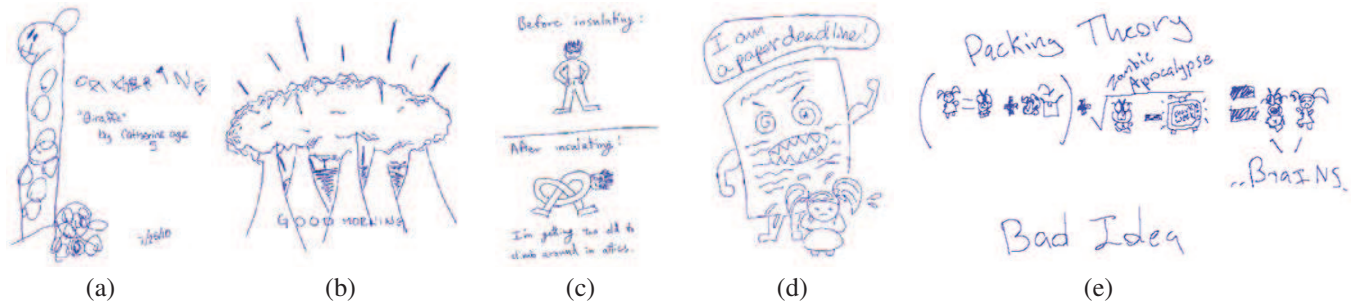 CATHERINE
"Giraffe"
by Catherine age
5
GOOD MORNING
Before insulating:
After insulating!
I'm getting too old to
climb around in attics.
I am
a paper deadline!
Packing Theory
Zombie
Apocalypse
...BraINS.
Bad Idea
(a) (b) (c) (d) (e)